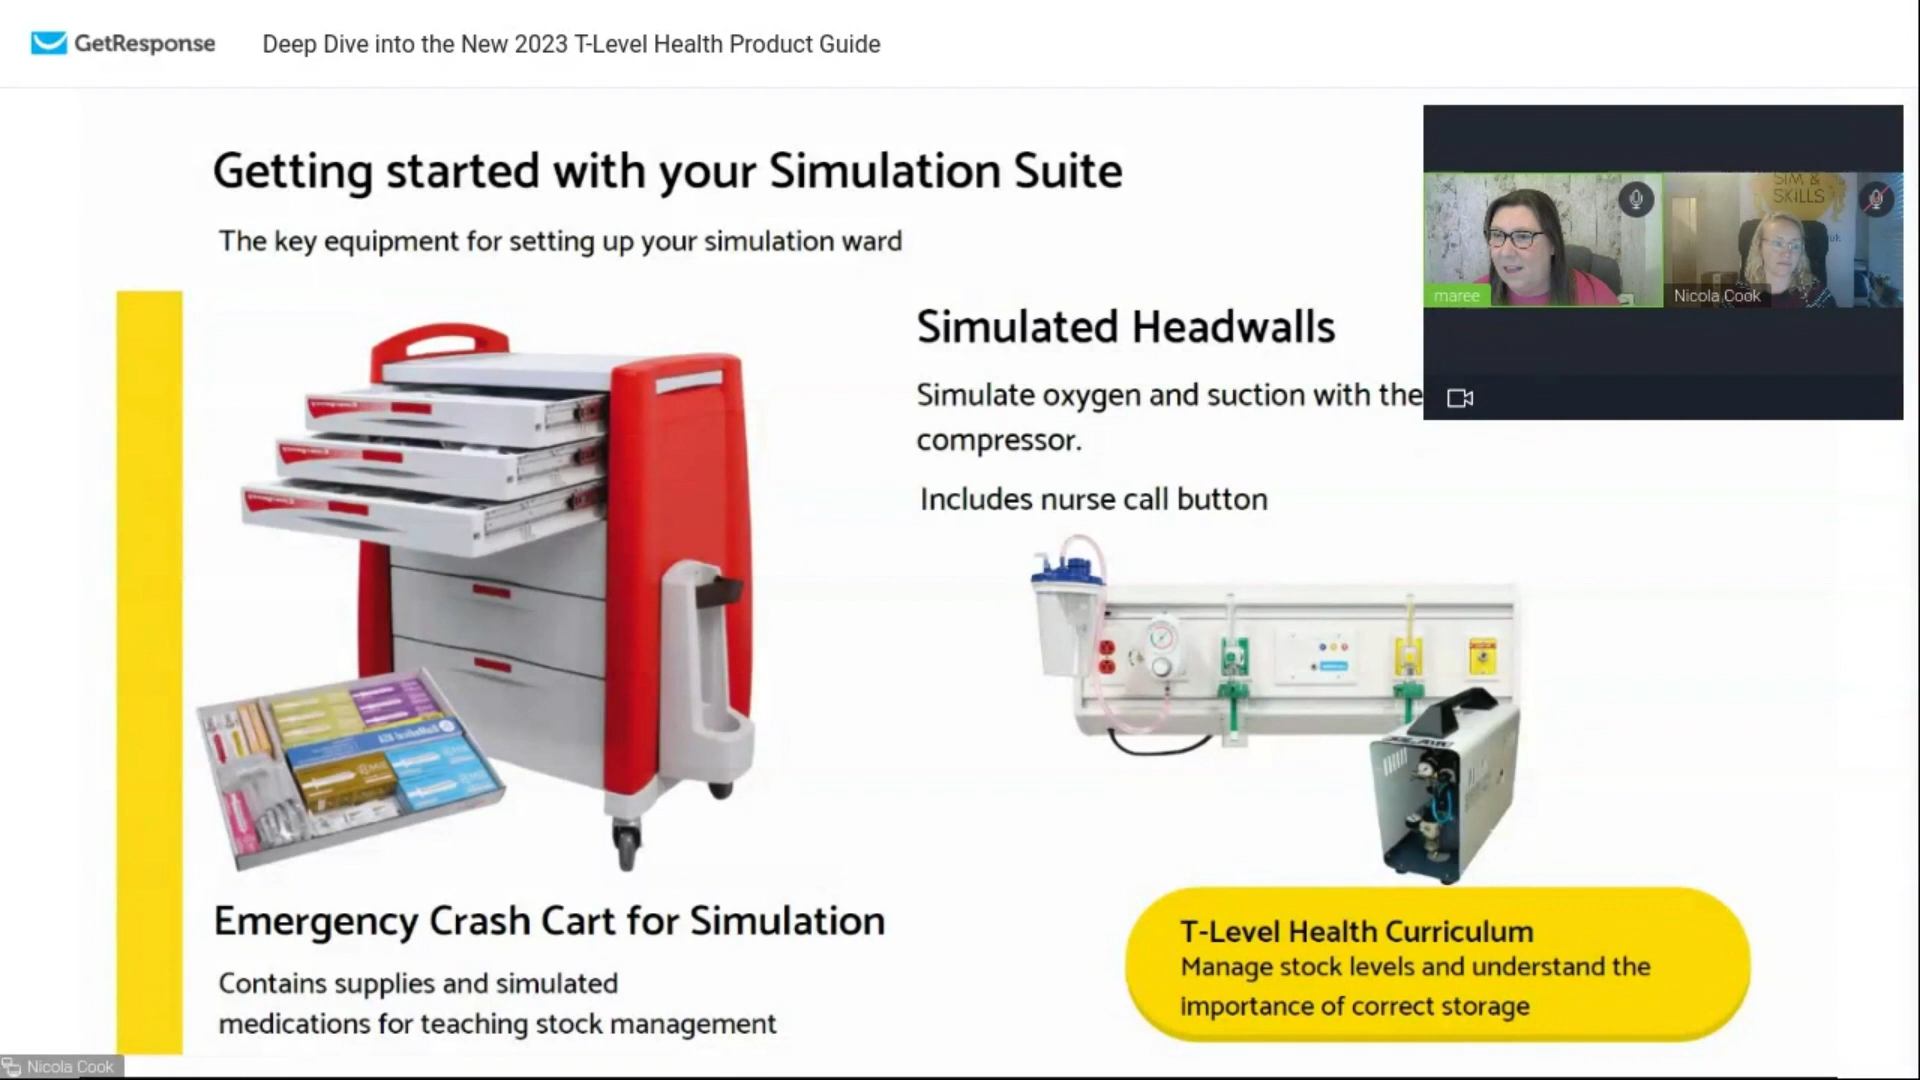 GetResponse
Deep Dive into the New 2023 T-Level Health Product Guide
Getting started with your Simulation Suite
The key equipment for setting up your simulation ward
SIM &
SKILLS
maree
Nicola Cook
Simulated Headwalls
Simulate oxygen and suction with the
compressor.
Includes nurse call button
Emergency Crash Cart for Simulation
Contains supplies and simulated
medications for teaching stock management
T-Level Health Curriculum
Manage stock levels and understand the
importance of correct storage
Nicola Cook